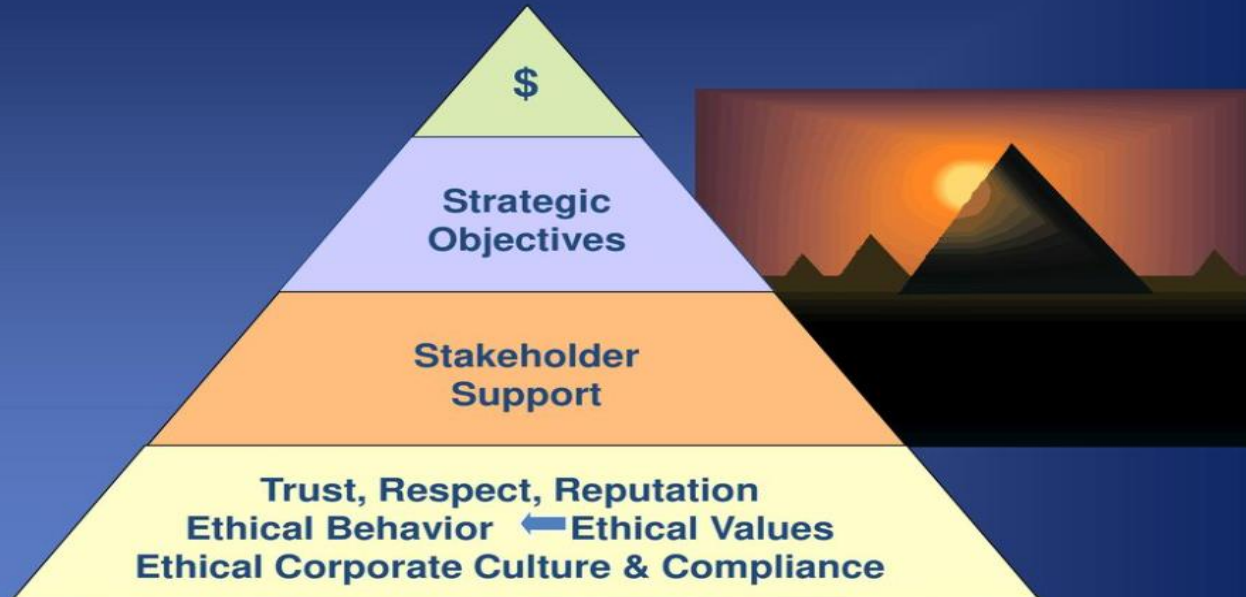 $
Strategic
Objectives
Stakeholder
Support
Trust, Respect, Reputation
Ethical Behavior Ethical Values
Ethical Corporate Culture & Compliance